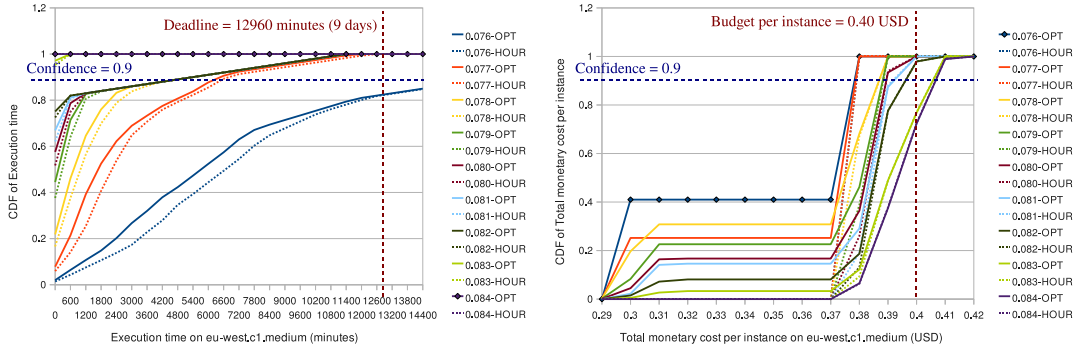 Deadline = 12960 minutes (9 days)
Confidence = 0.9
CDF of Execution time
1.2
1
0.8
0.6
0.4
0.2
0
0 1200 2400 3600 4800 6000 7200 8400 9600 10800 12000 13200 14400
600 1800 3000 4200 5400 6600 7800 9000 10200 11400 12600 13800
Execution time on eu-west.c1.medium (minutes)
0.076-OPT
0.076-HOUR
0.077-OPT
0.077-HOUR
0.078-OPT
0.078-HOUR
0.079-OPT
0.079-HOUR
0.080-OPT
0.080-HOUR
0.081-OPT
0.081-HOUR
0.082-OPT
0.082-HOUR
0.083-OPT
0.083-HOUR
0.084-OPT
0.084-HOUR
Budget per instance = 0.40 USD
Confidence = 0.9
CDF of Total monetary cost per instance
1.2
1
0.8
0.6
0.4
0.2
0
0.29 0.3 0.31 0.32 0.33 0.34 0.35 0.36 0.37 0.38 0.39 0.4 0.41 0.42
Total monetary cost per instance on eu-west.c1.medium (USD)
0.076-OPT
0.076-HOUR
0.077-OPT
0.077-HOUR
0.078-OPT
0.078-HOUR
0.079-OPT
0.079-HOUR
0.080-OPT
0.080-HOUR
0.081-OPT
0.081-HOUR
0.082-OPT
0.082-HOUR
0.083-OPT
0.083-HOUR
0.084-OPT
0.084-HOUR